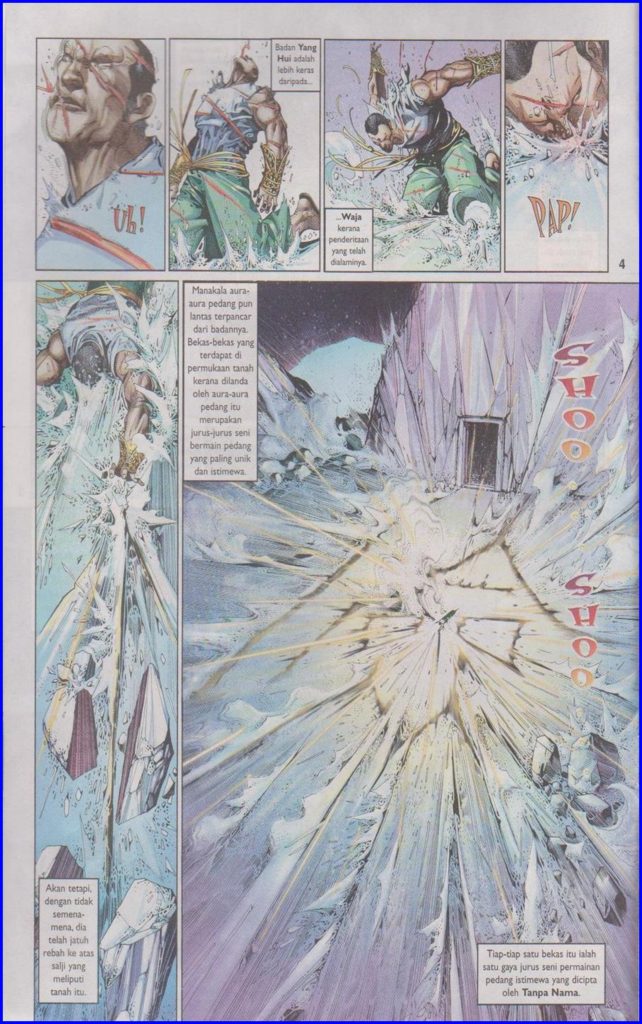 Badan Yang
Hui adalah
lebih keras
daripada...
Uh!
...Waja
kerana
penderitaan
yang telah
dialaminya.
PAP!
4
Manakala aura-
aura pedang pun
lantas terpancar
dari badannya.
Bekas-bekas yang
terdapat di
permukaan tanah
kerana dilanda
oleh aura-aura
pedang itu
merupakan
jurus-jurus seni
bermain pedang
yang paling unik
dan istimewa.
SHOO...
SHOO
Akan tetapi,
dengan tidak
semena-
mena, dia
telah jatuh
rebah ke atas
salji yang
meliputi
tanah itu.
Tiap-tiap satu bekas itu ialah
satu gaya jurus seni permainan
pedang istimewa yang dicipta
oleh Tanpa Nama.